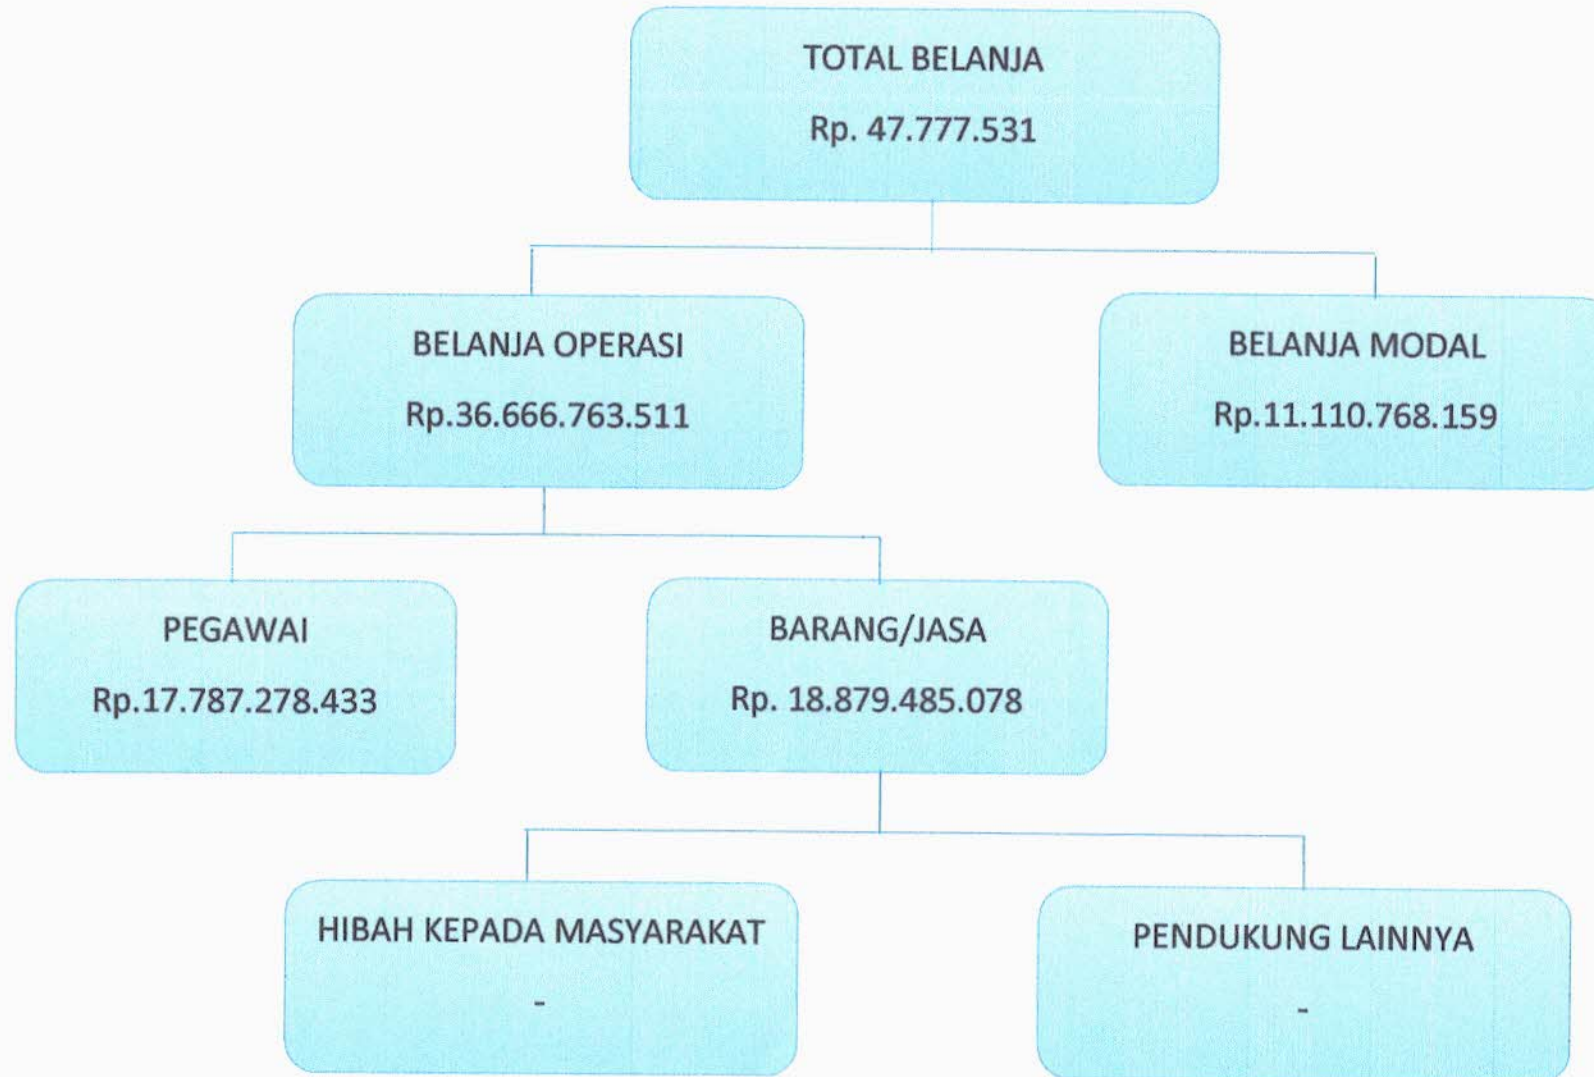 TOTAL BELANJA
Rp. 47.777.531
BELANJA OPERASI
Rp.36.666.763.511
BELANJA MODAL
Rp.11.110.768.159
PEGAWAI
Rp.17.787.278.433
BARANG/JASA
Rp. 18.879.485.078
HIBAH KEPADA MASYARAKAT
-
PENDUKUNG LAINNYA
-